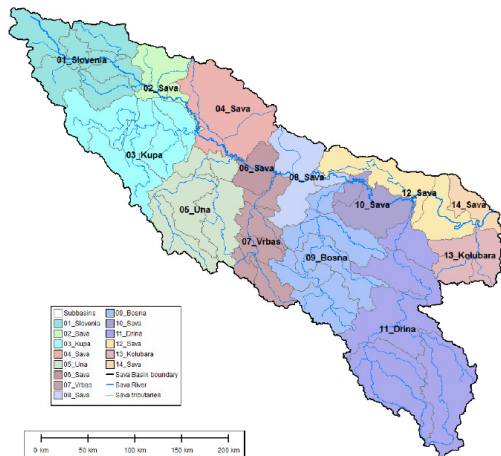 01_Slovenia
02_Sava
04_Sava
03_Kupa
06_Sava
08_Sava
12_Sava
05_Una
10_Sava
14_Sava
07_Vrbas
13_Kolubara
09_Bosna
11_Drina
Subbasins
01_Slovenia
02_Sava
03_Kupa
04_Sava
05_Una
06_Sava
07_Vrbas
08_Sava
09_Bosna
10_Sava
11_Drina
12_Sava
13_Kolubara
14_Sava
Sava Basin boundary
Sava River
Sava tributaries
0 km 50 km 100 km 150 km 200 km